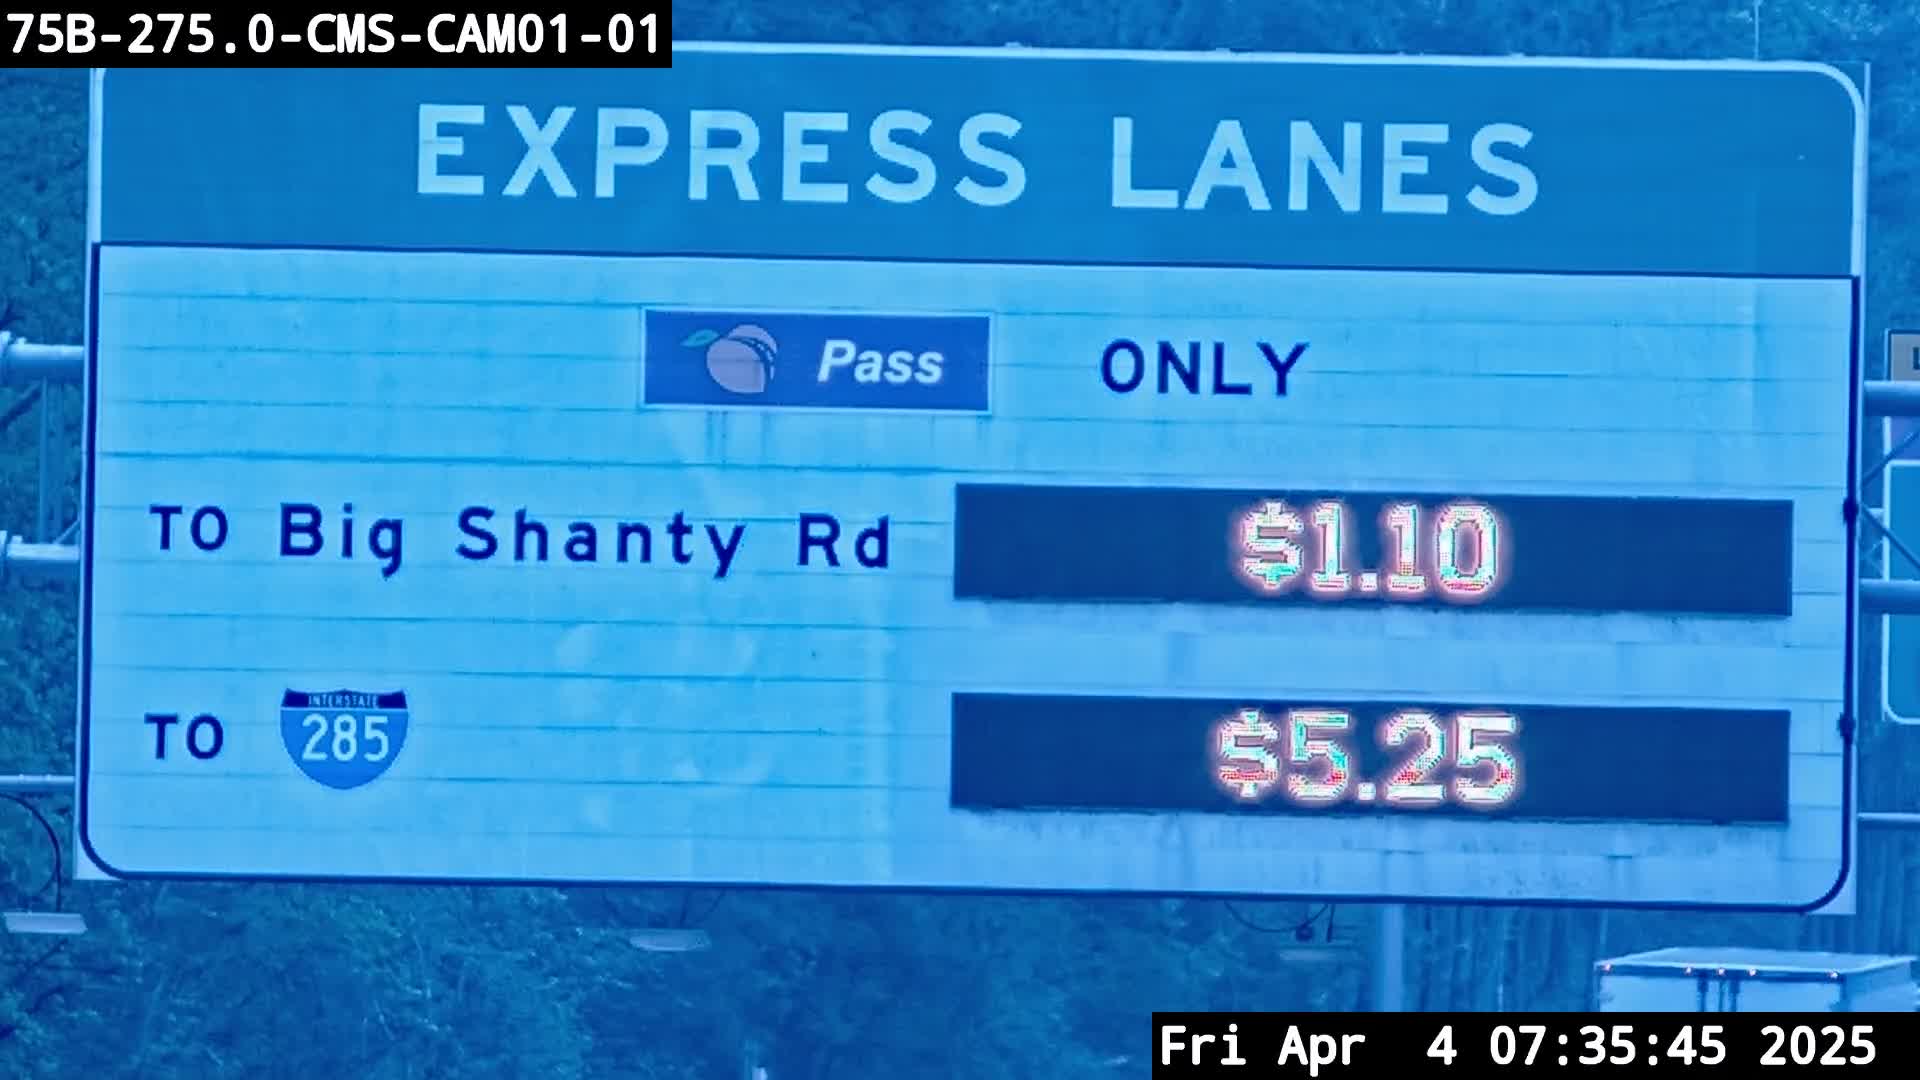 75B-275.0-CMS-CAM01-01
EXPRESS LANES
Pass ONLY
TO Big Shanty Rd $1.10
TO INTERSTATE 285 $5.25
Fri Apr 4 07:35:45 2025